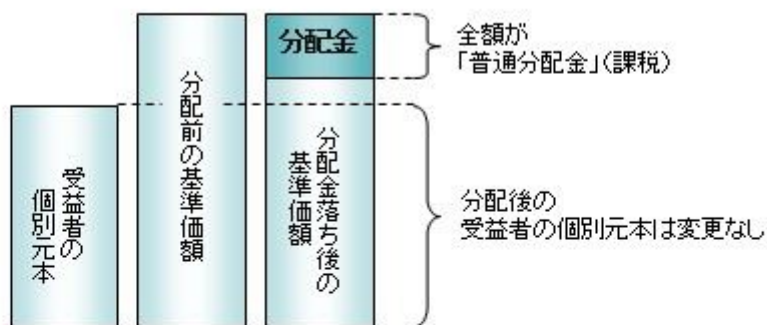 受益者の
個別元本
分配前の基準価額
分配金
分配金落ち後の
基準価額
全額が
「普通分配金」(課税)
分配後の
受益者の個別元本は変更なし